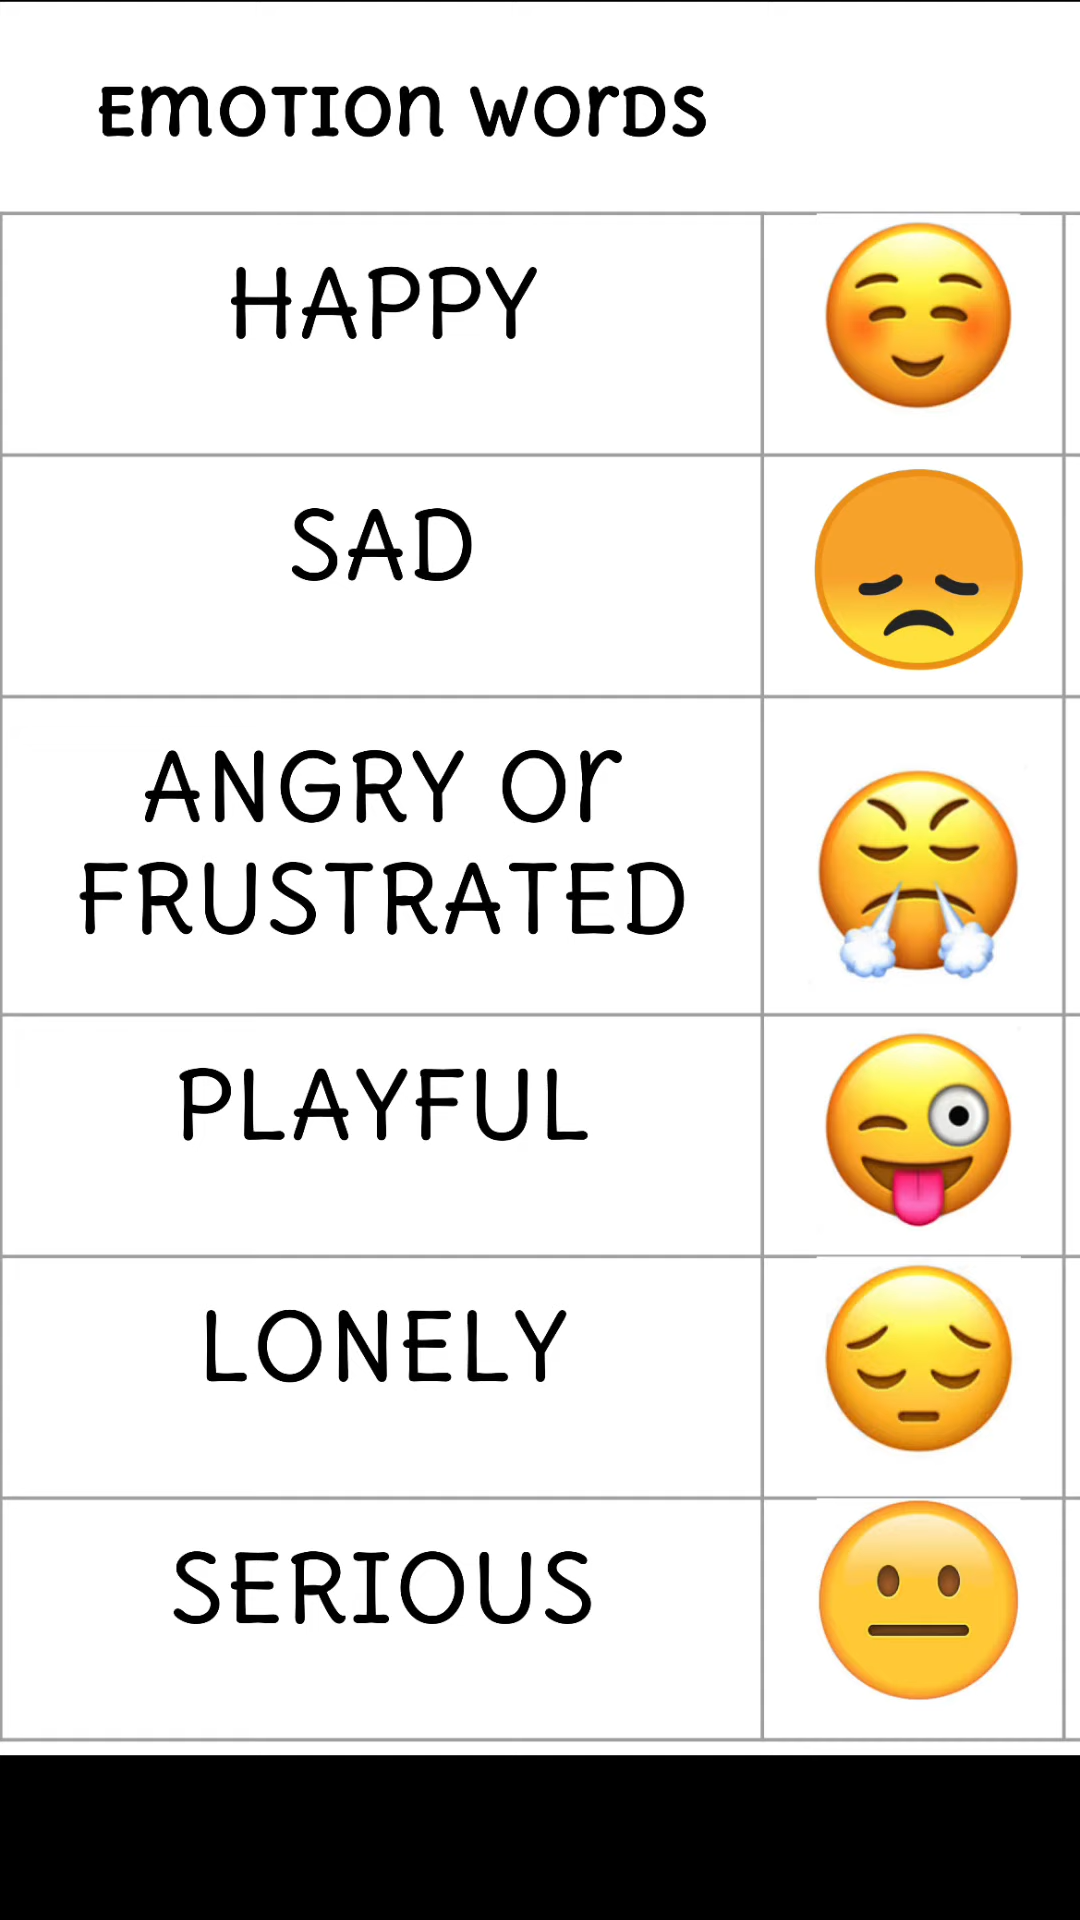 Emotion words
HAPPY
SAD
ANGRY or
FRUSTRATED
PLAYFUL
LONELY
SERIOUS